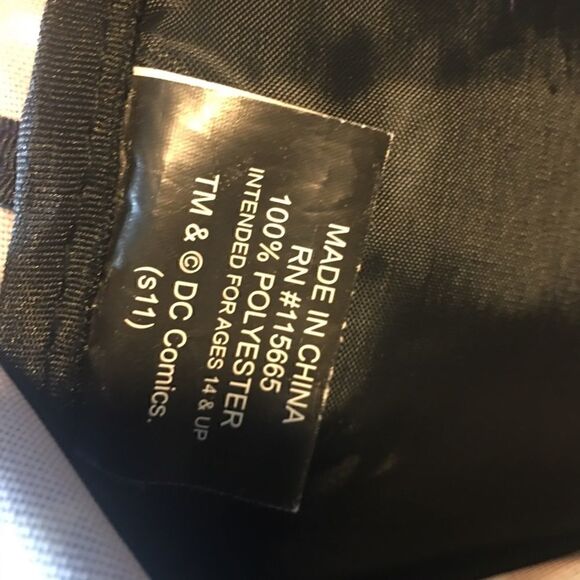 MADE IN CHINA
RN #115665
100% POLYESTER
INTENDED FOR AGES 14 & UP
TM & © DC Comics.
(s11)